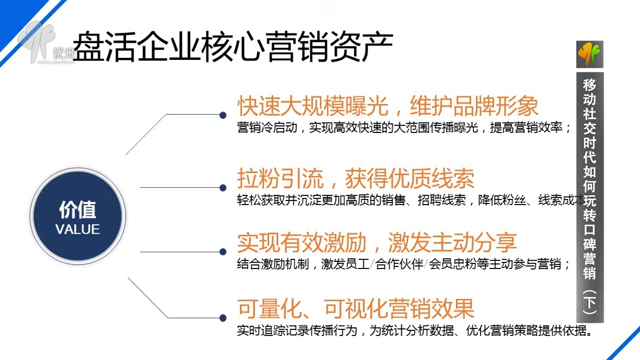 盘活企业核心营销资产
快速大规模曝光，维护品牌形象
营销冷启动，实现高效快速的大范围传播曝光，提高营销效率；
拉粉引流，获得优质线索
轻松获取并沉淀更加高质的销售、招聘线索，降低粉丝、线索成本
价值
VALUE
实现有效激励，激发主动分享
结合激励机制，激发员工/合作伙伴/会员忠粉等主动参与营销；
可量化、可视化营销效果
实时追踪记录传播行为，为统计分析数据、优化营销策略提供依据。
移动社交时代如何玩转口碑营销（下）